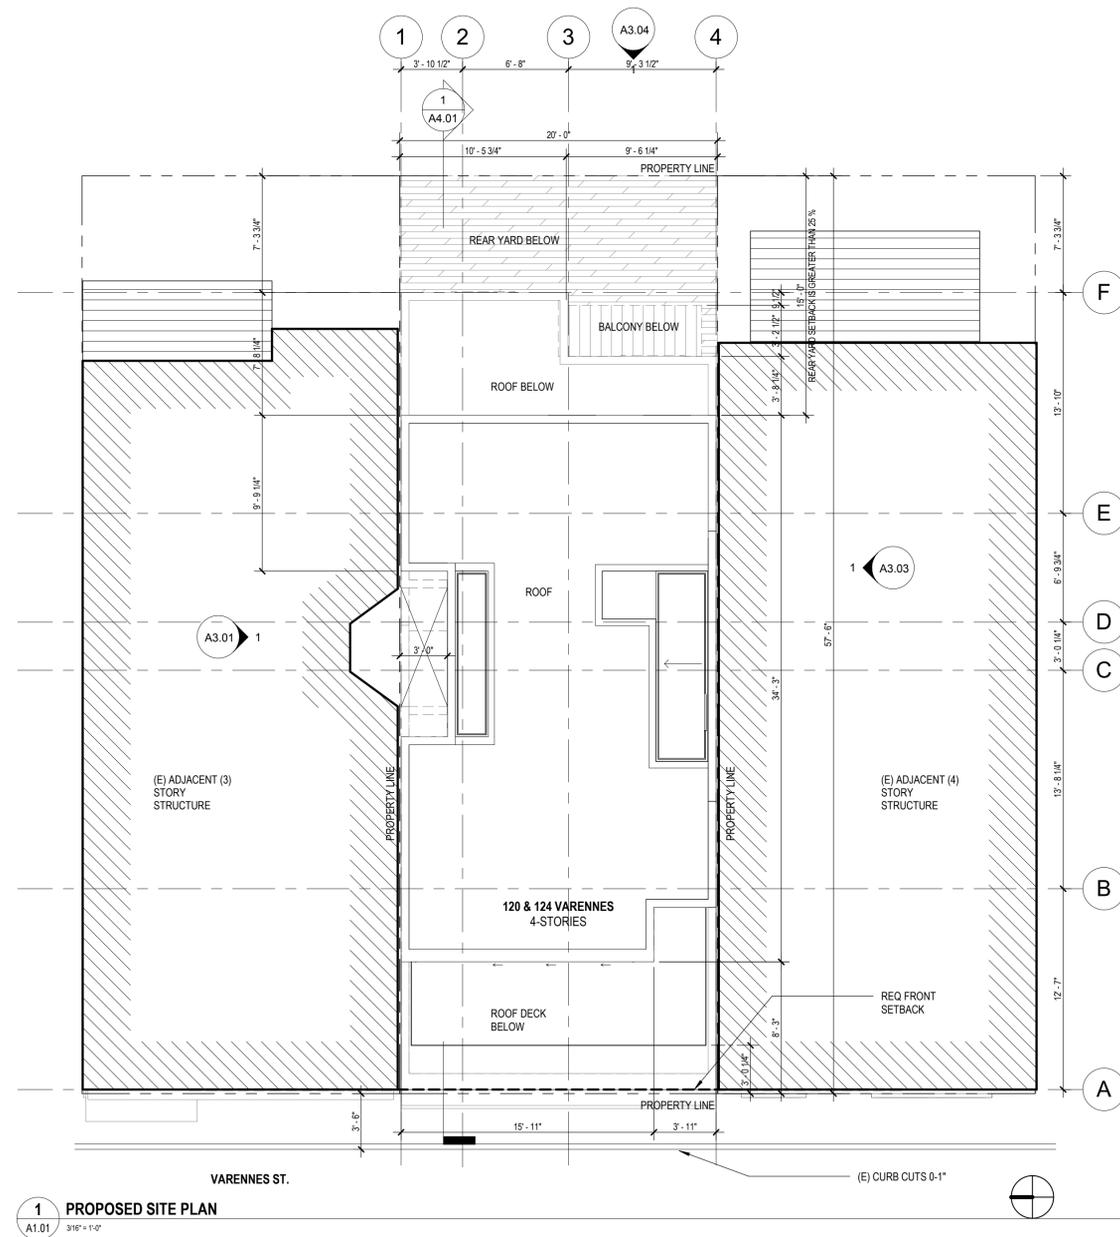 1
2
3
A3.04
1
4
3' - 10 1/2"
6' - 8"
9' - 3 1/2"
1
A4.01
20' - 0"
10' - 5 3/4"
9' - 6 1/4"
PROPERTY LINE
7' - 3 3/4"
REAR YARD BELOW
REAR YARD SETBACK IS GREATER THAN 25 %
15' - 0"
7' - 3 3/4"
F
9 1/2"
3' - 2 1/2"
BALCONY BELOW
7' - 8 1/4"
ROOF BELOW
3' - 8 1/4"
13' - 10"
9' - 9 1/4"
E
A3.03
1
6' - 9 3/4"
ROOF
D
A3.01
1
57' - 6"
3' - 0 1/4"
3' - 0"
C
34' - 3"
(E) ADJACENT (3)
STORY
STRUCTURE
PROPERTY LINE
PROPERTY LINE
(E) ADJACENT (4)
STORY
STRUCTURE
13' - 8 1/4"
B
120 & 124 VARENNES
4-STORIES
REQ FRONT
SETBACK
12' - 7"
ROOF DECK
BELOW
8' - 3"
3' - 0 1/4"
A
PROPERTY LINE
3' - 6"
15' - 11"
3' - 11"
VARENNES ST.
(E) CURB CUTS 0-1"
1
A1.01
PROPOSED SITE PLAN
3/16" = 1'-0"